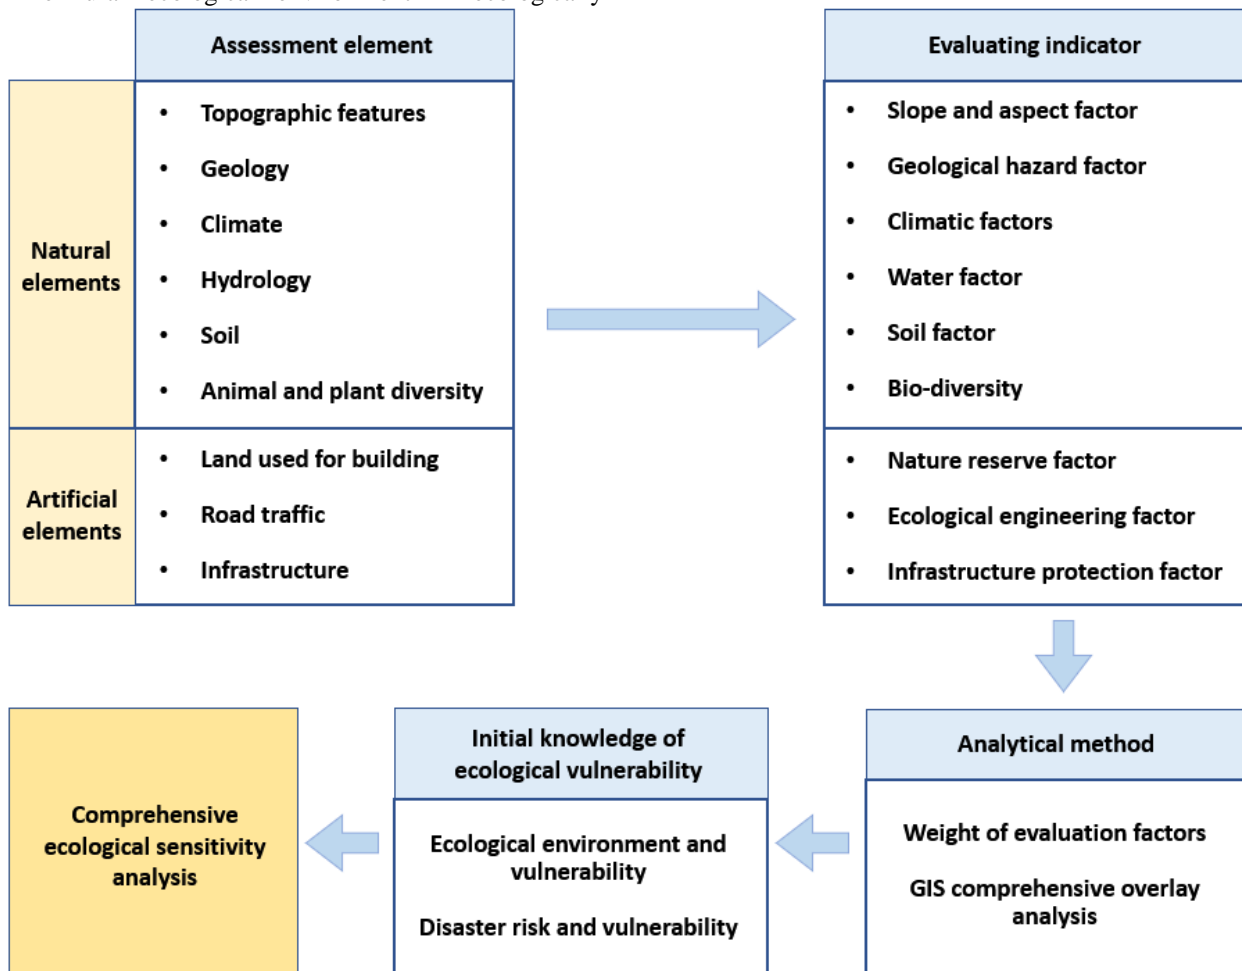 Assessment element
Evaluating indicator
Natural
elements
• Topographic features
• Geology
• Climate
• Hydrology
• Soil
• Animal and plant diversity
• Slope and aspect factor
• Geological hazard factor
• Climatic factors
• Water factor
• Soil factor
• Bio-diversity
Artificial
elements
• Land used for building
• Road traffic
• Infrastructure
• Nature reserve factor
• Ecological engineering factor
• Infrastructure protection factor
Analytical method
Weight of evaluation factors
GIS comprehensive overlay
analysis
Initial knowledge of
ecological vulnerability
Ecological environment and
vulnerability
Disaster risk and vulnerability
Comprehensive
ecological sensitivity
analysis